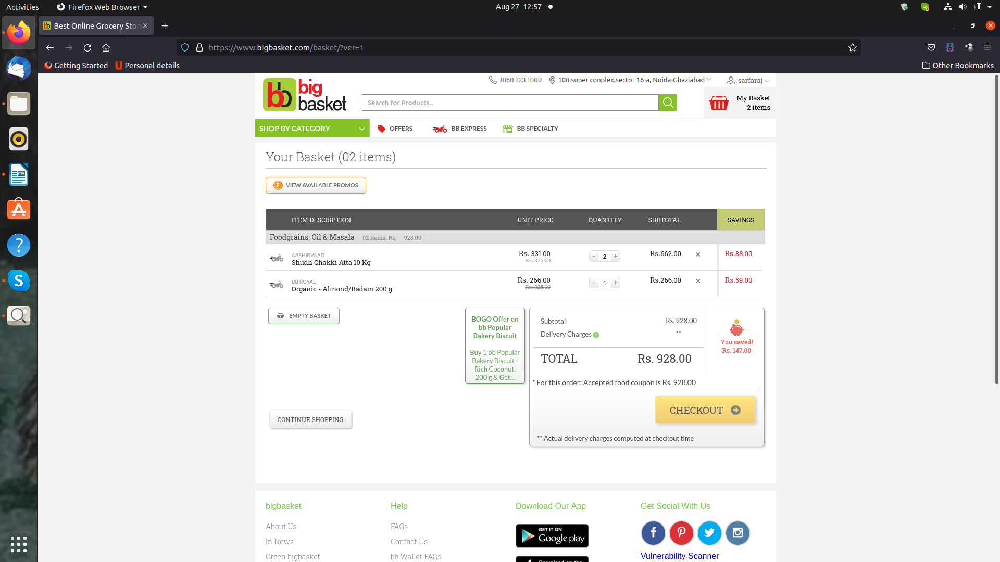 Activities
Firefox Web Browser
Aug 27 12:57
Best Online Grocery Stor
https://www.bigbasket.com/basket/?ver=1
Getting Started
Personal details
Other Bookmarks
bb big basket
1860 123 1000
108 super conplex,sector 16-a, Noida-Ghaziabad
sarfaraj
Search for Products..
My Basket
2 items
SHOP BY CATEGORY
OFFERS
BB EXPRESS
BB SPECIALTY
Your Basket (02 items)
P VIEW AVAILABLE PROMOS
ITEM DESCRIPTION UNIT PRICE QUANTITY SUBTOTAL SAVINGS
Foodgrains, Oil & Masala 02 items: Rs. 928.00
AASHIRVAAD
Shudh Chakki Atta 10 Kg
Rs. 331.00
Rs. 375.00
- 2 +
Rs.662.00
Rs.88.00
BB ROYAL
Organic - Almond/Badam 200 g
Rs. 266.00
Rs. 325.00
- 1 +
Rs.266.00
Rs.59.00
EMPTY BASKET
BOGO Offer on
bb Popular
Bakery Biscuit
Buy 1 bb Popular
Bakery Biscuit -
Rich Coconut,
200 g & Get...
Subtotal Rs. 928.00
Delivery Charges ? **
TOTAL Rs. 928.00
You saved!
Rs. 147.00
* For this order: Accepted food coupon is Rs. 928.00
CHECKOUT
** Actual delivery charges computed at checkout time
CONTINUE SHOPPING
bigbasket
About Us
In News
Green bigbasket
Help
FAQs
Contact Us
bb Wallet FAQs
Download Our App
GET IT ON
Google play
Get Social With Us
Vulnerability Scanner